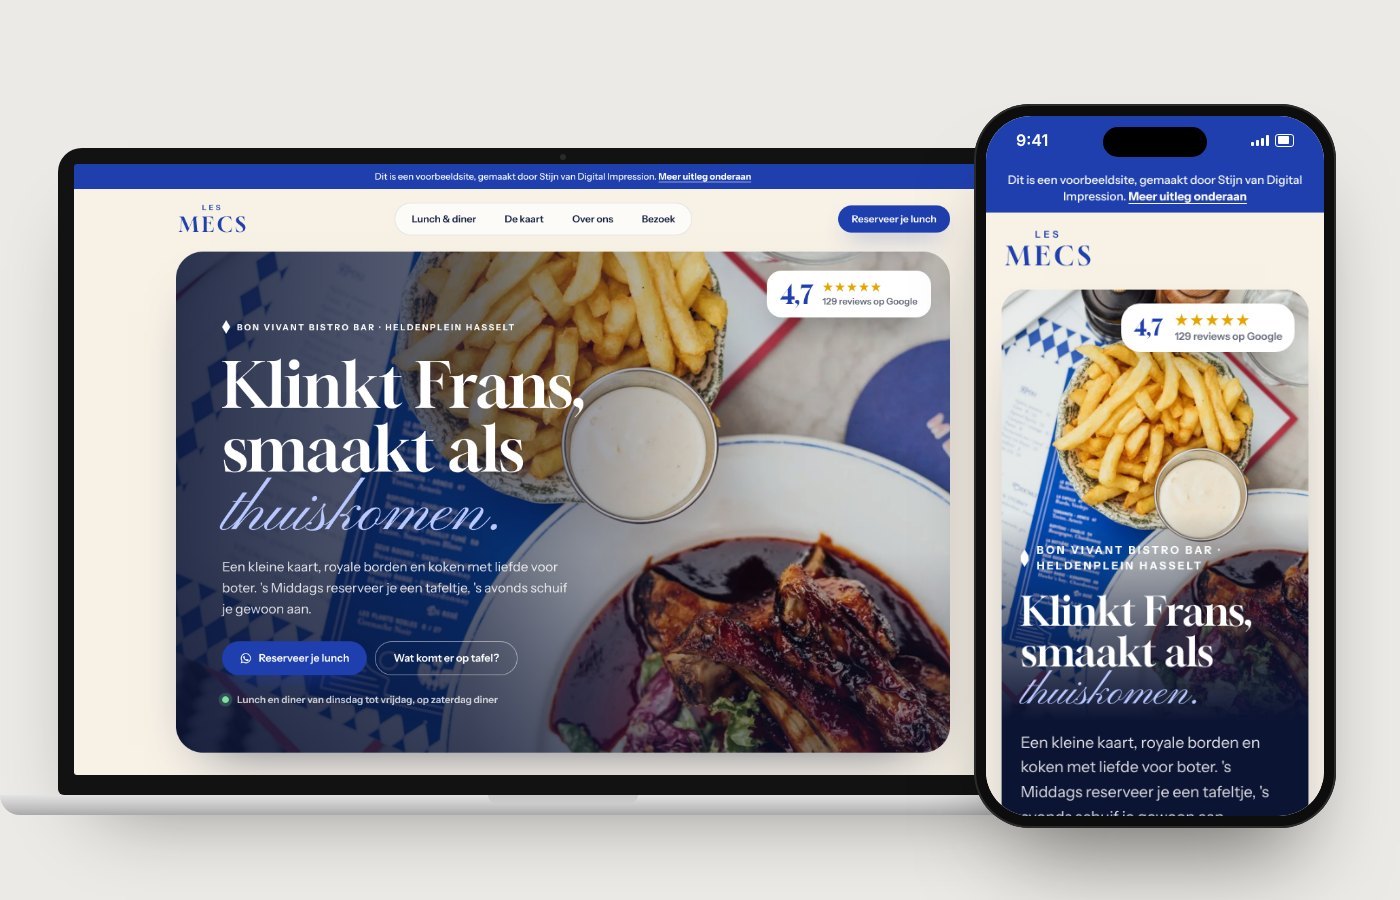 Dit is een voorbeeldsite, gemaakt door Stijn van Digital Impression. Meer uitleg onderaan
LES
MECS
Lunch & diner
De kaart
Over ons
Bezoek
Reserveer je lunch
4,7
★★★★★
129 reviews op Google
BON VIVANT BISTRO BAR · HELDENPLEIN HASSELT
Klinkt Frans,
smaakt als
thuiskomen.
Een kleine kaart, royale borden en koken met liefde voor
boter. 's Middags reserveer je een tafeltje, 's avonds schuif
je gewoon aan.
Reserveer je lunch
Wat komt er op tafel?
Lunch en diner van dinsdag tot vrijdag, op zaterdag diner
9:41
Dit is een voorbeeldsite, gemaakt door Stijn van Digital
Impression. Meer uitleg onderaan
LES
MECS
4,7
★★★★★
129 reviews op Google
BON VIVANT BISTRO BAR ·
HELDENPLEIN HASSELT
Klinkt Frans,
smaakt als
thuiskomen.
Een kleine kaart, royale borden en
koken met liefde voor boter. 's
Middags reserveer je een tafeltje, 's
avonds schuif je gewoon aan.